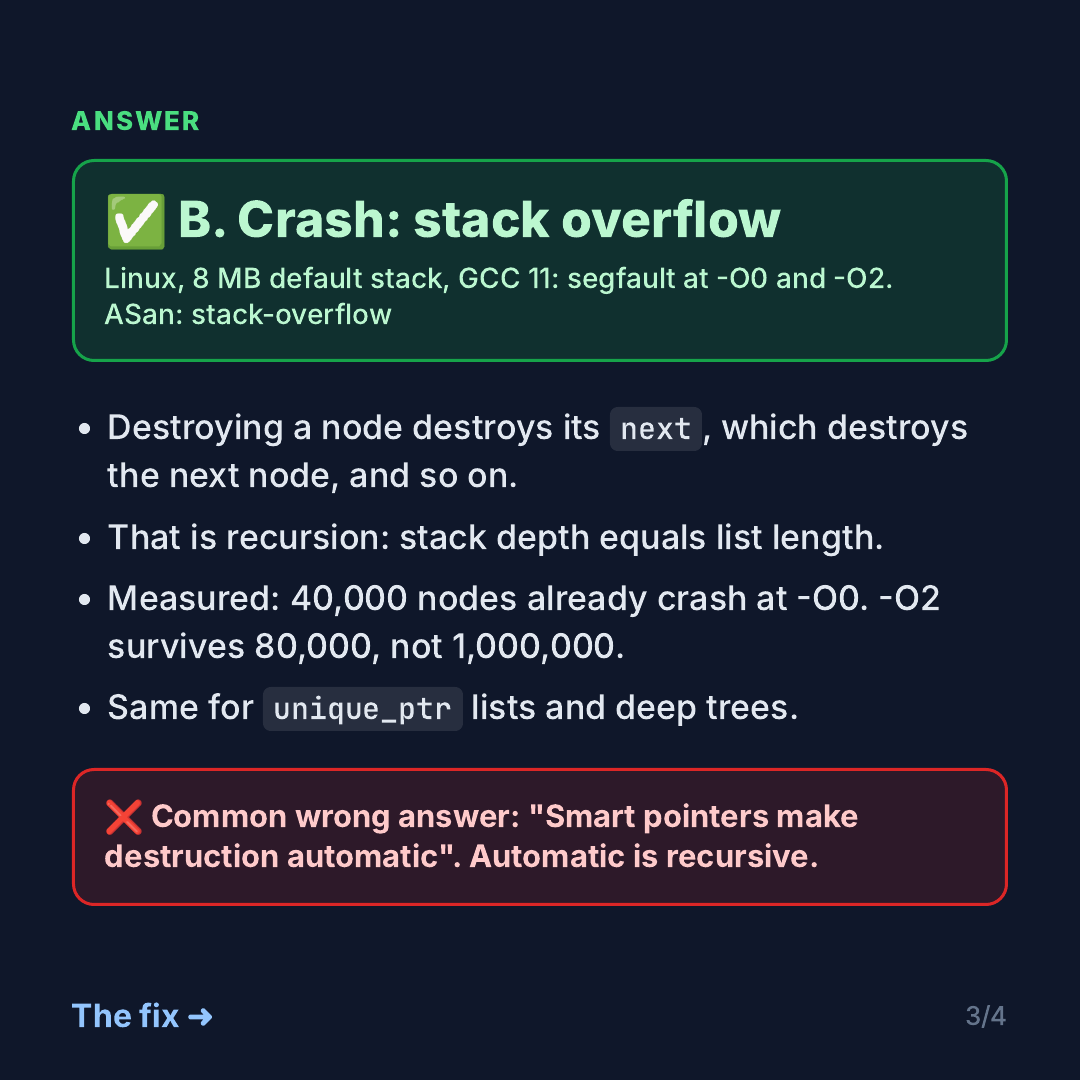 ANSWER
✅ B. Crash: stack overflow
Linux, 8 MB default stack, GCC 11: segfault at -O0 and -O2.
ASan: stack-overflow
• Destroying a node destroys its next, which destroys
the next node, and so on.
• That is recursion: stack depth equals list length.
• Measured: 40,000 nodes already crash at -O0. -O2
survives 80,000, not 1,000,000.
• Same for unique_ptr lists and deep trees.
❌ Common wrong answer: "Smart pointers make
destruction automatic". Automatic is recursive.
The fix ➜
3/4